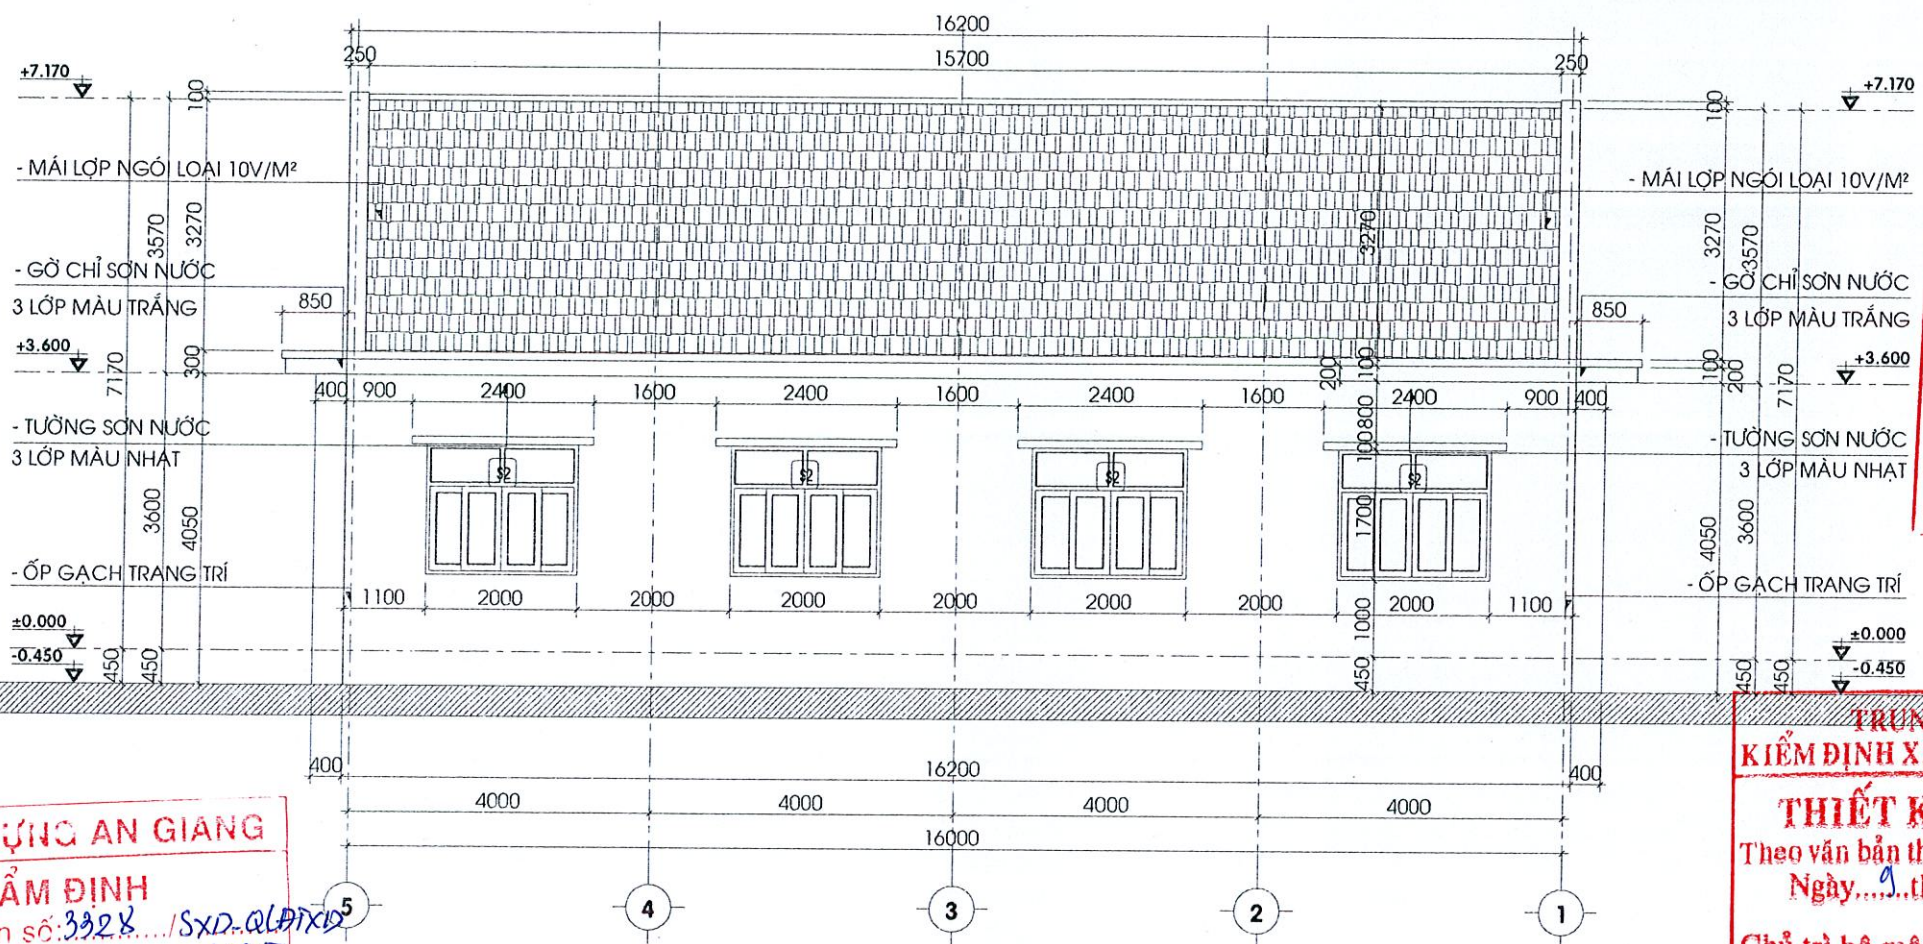 16200
250 15700 250
+7.170 +7.170
100 100
- MÁI LỢP NGÓI LOẠI 10V/M² - MÁI LỢP NGÓI LOẠI 10V/M²
3570 3270 3270 3270 3570
- GỜ CHỈ SƠN NƯỚC - GỜ CHỈ SƠN NƯỚC
3 LỚP MÀU TRẮNG 850 850 3 LỚP MÀU TRẮNG
+3.600 +3.600
7170 300 200 100 100 200 7170
400 900 2400 1600 2400 1600 2400 1600 2400 900 400
800
- TƯỜNG SƠN NƯỚC - TƯỜNG SƠN NƯỚC
100
3 LỚP MÀU NHẠT 3 LỚP MÀU NHẠT
S2 S2 S2 S2
3600 4050 1700 4050 3600
- ỐP GẠCH TRANG TRÍ - ỐP GẠCH TRANG TRÍ
1100 2000 2000 2000 2000 2000 2000 2000 1100
1000
±0.000 ±0.000
-0.450 -0.450
450 450 450 450 450
400 16200 400
4000 4000 4000 4000
16000
5 4 3 2 1
ỰNG AN GIANG
ẨM ĐỊNH
n số: 3328 /SXD-QLĐTXD
TRUN
KIỂM ĐỊNH X
THIẾT K
Theo văn bản th
Ngày...9..th
Chủ trì bộ mô